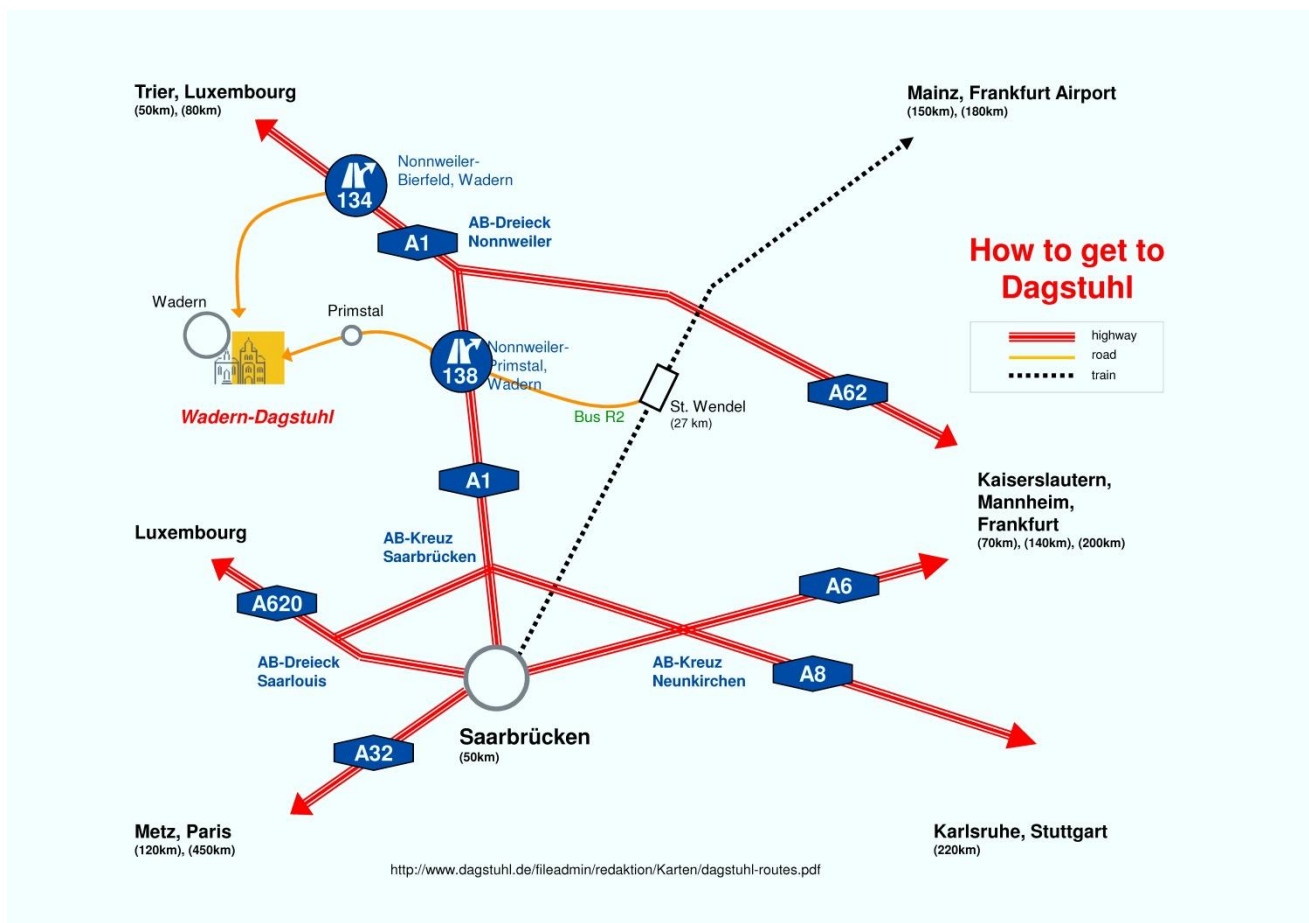 Trier, Luxembourg
(50km), (80km)
Mainz, Frankfurt Airport
(150km), (180km)
134
Nonnweiler-
Bierfeld, Wadern
A1
AB-Dreieck
Nonnweiler
How to get to
Dagstuhl
highway
road
train
Wadern
Primstal
138
Nonnweiler-
Primstal,
Wadern
Wadern-Dagstuhl
Bus R2
St. Wendel
(27 km)
A62
A1
Kaiserslautern,
Mannheim,
Frankfurt
(70km), (140km), (200km)
Luxembourg
AB-Kreuz
Saarbrücken
A620
A6
AB-Dreieck
Saarlouis
AB-Kreuz
Neunkirchen
A8
Saarbrücken
(50km)
A32
Metz, Paris
(120km), (450km)
Karlsruhe, Stuttgart
(220km)
http://www.dagstuhl.de/fileadmin/redaktion/Karten/dagstuhl-routes.pdf